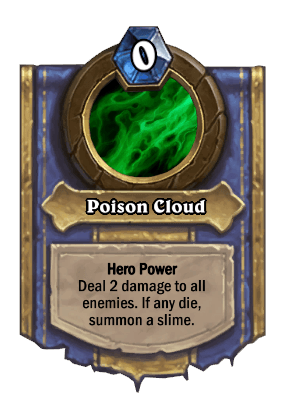 0
Poison Cloud
Hero Power
Deal 2 damage to all
enemies. If any die,
summon a slime.